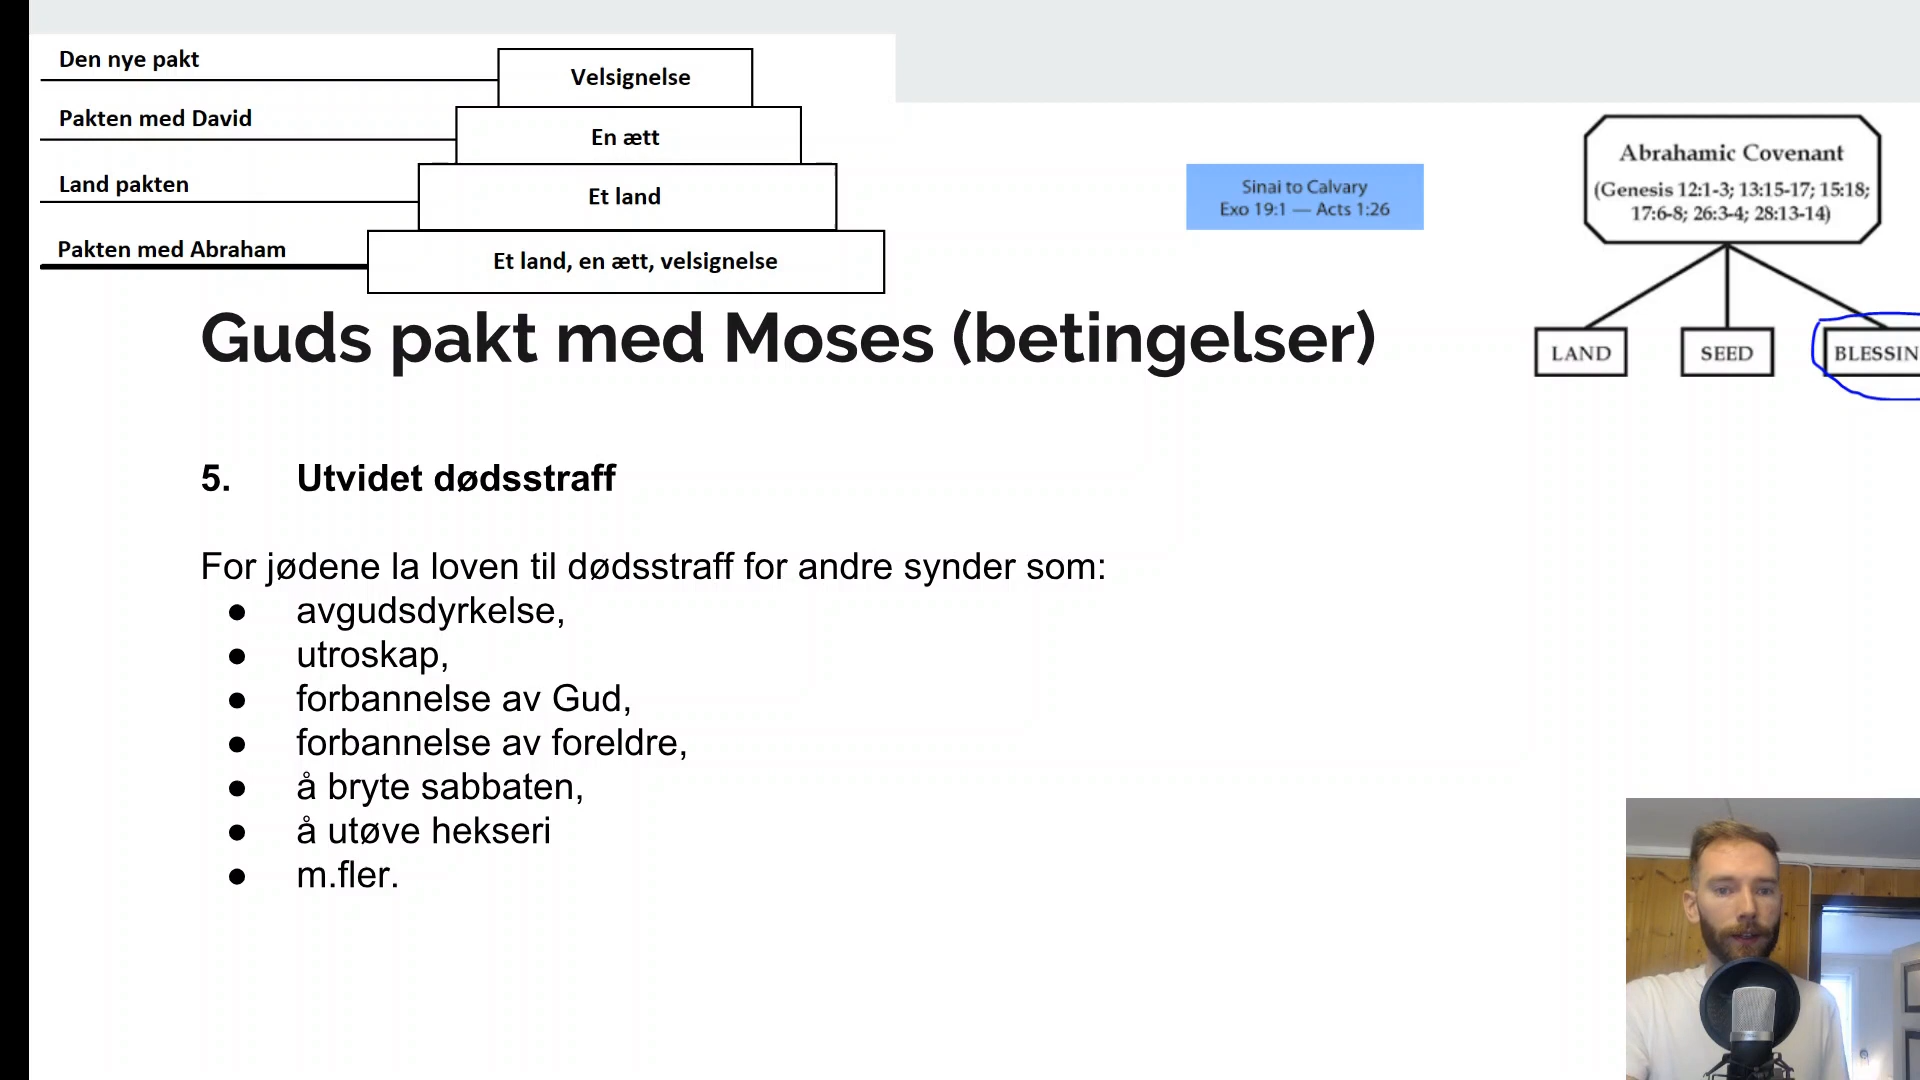 Den nye pakt
Velsignelse
Pakten med David
En ætt
Land pakten
Et land
Pakten med Abraham
Et land, en ætt, velsignelse
Sinai to Calvary
Exo 19:1 — Acts 1:26
Abrahamic Covenant
(Genesis 12:1-3; 13:15-17; 15:18;
17:6-8; 26:3-4; 28:13-14)
LAND
SEED
BLESSIN
Guds pakt med Moses (betingelser)
5. Utvidet dødsstraff
For jødene la loven til dødsstraff for andre synder som:
● avgudsdyrkelse,
● utroskap,
● forbannelse av Gud,
● forbannelse av foreldre,
● å bryte sabbaten,
● å utøve hekseri
● m.fler.